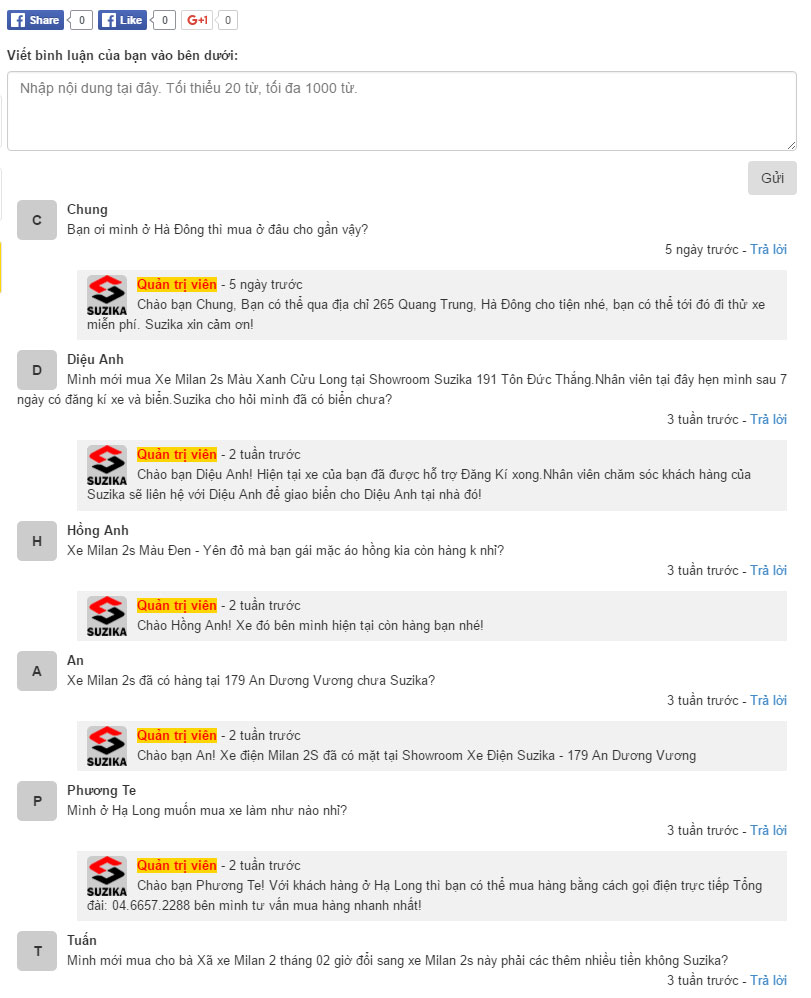 Share 0 Like 0 G+1 0
Viết bình luận của bạn vào bên dưới:
Nhập nội dung tại đây. Tối thiểu 20 từ, tối đa 1000 từ.
Gửi
C Chung
Bạn ơi mình ở Hà Đông thì mua ở đâu cho gần vậy?
5 ngày trước - Trả lời
Quản trị viên - 5 ngày trước
SUZIKA Chào bạn Chung, Bạn có thể qua địa chỉ 265 Quang Trung, Hà Đông cho tiện nhé, bạn có thể tới đó đi thử xe
miễn phí. Suzika xin cảm ơn!
D Diệu Anh
Mình mới mua Xe Milan 2s Màu Xanh Cửu Long tại Showroom Suzika 191 Tôn Đức Thắng.Nhân viên tại đây hẹn mình sau 7
ngày có đăng kí xe và biển.Suzika cho hỏi mình đã có biển chưa?
3 tuần trước - Trả lời
Quản trị viên - 2 tuần trước
SUZIKA Chào bạn Diệu Anh! Hiện tại xe của bạn đã được hỗ trợ Đăng Kí xong.Nhân viên chăm sóc khách hàng của
Suzika sẽ liên hệ với Diệu Anh để giao biển cho Diệu Anh tại nhà đó!
H Hồng Anh
Xe Milan 2s Màu Đen - Yên đỏ mà bạn gái mặc áo hồng kia còn hàng k nhỉ?
3 tuần trước - Trả lời
Quản trị viên - 2 tuần trước
SUZIKA Chào Hồng Anh! Xe đó bên mình hiện tại còn hàng bạn nhé!
A An
Xe Milan 2s đã có hàng tại 179 An Dương Vương chưa Suzika?
3 tuần trước - Trả lời
Quản trị viên - 2 tuần trước
SUZIKA Chào bạn An! Xe điện Milan 2S đã có mặt tại Showroom Xe Điện Suzika - 179 An Dương Vương
P Phương Te
Mình ở Hạ Long muốn mua xe làm như nào nhỉ?
3 tuần trước - Trả lời
Quản trị viên - 2 tuần trước
SUZIKA Chào bạn Phương Te! Với khách hàng ở Hạ Long thì bạn có thể mua hàng bằng cách gọi điện trực tiếp Tổng
đài: 04.6657.2288 bên mình tư vấn mua hàng nhanh nhất!
T Tuấn
Mình mới mua cho bà Xã xe Milan 2 tháng 02 giờ đổi sang xe Milan 2s này phải các thêm nhiều tiền không Suzika?
3 tuần trước - Trả lời